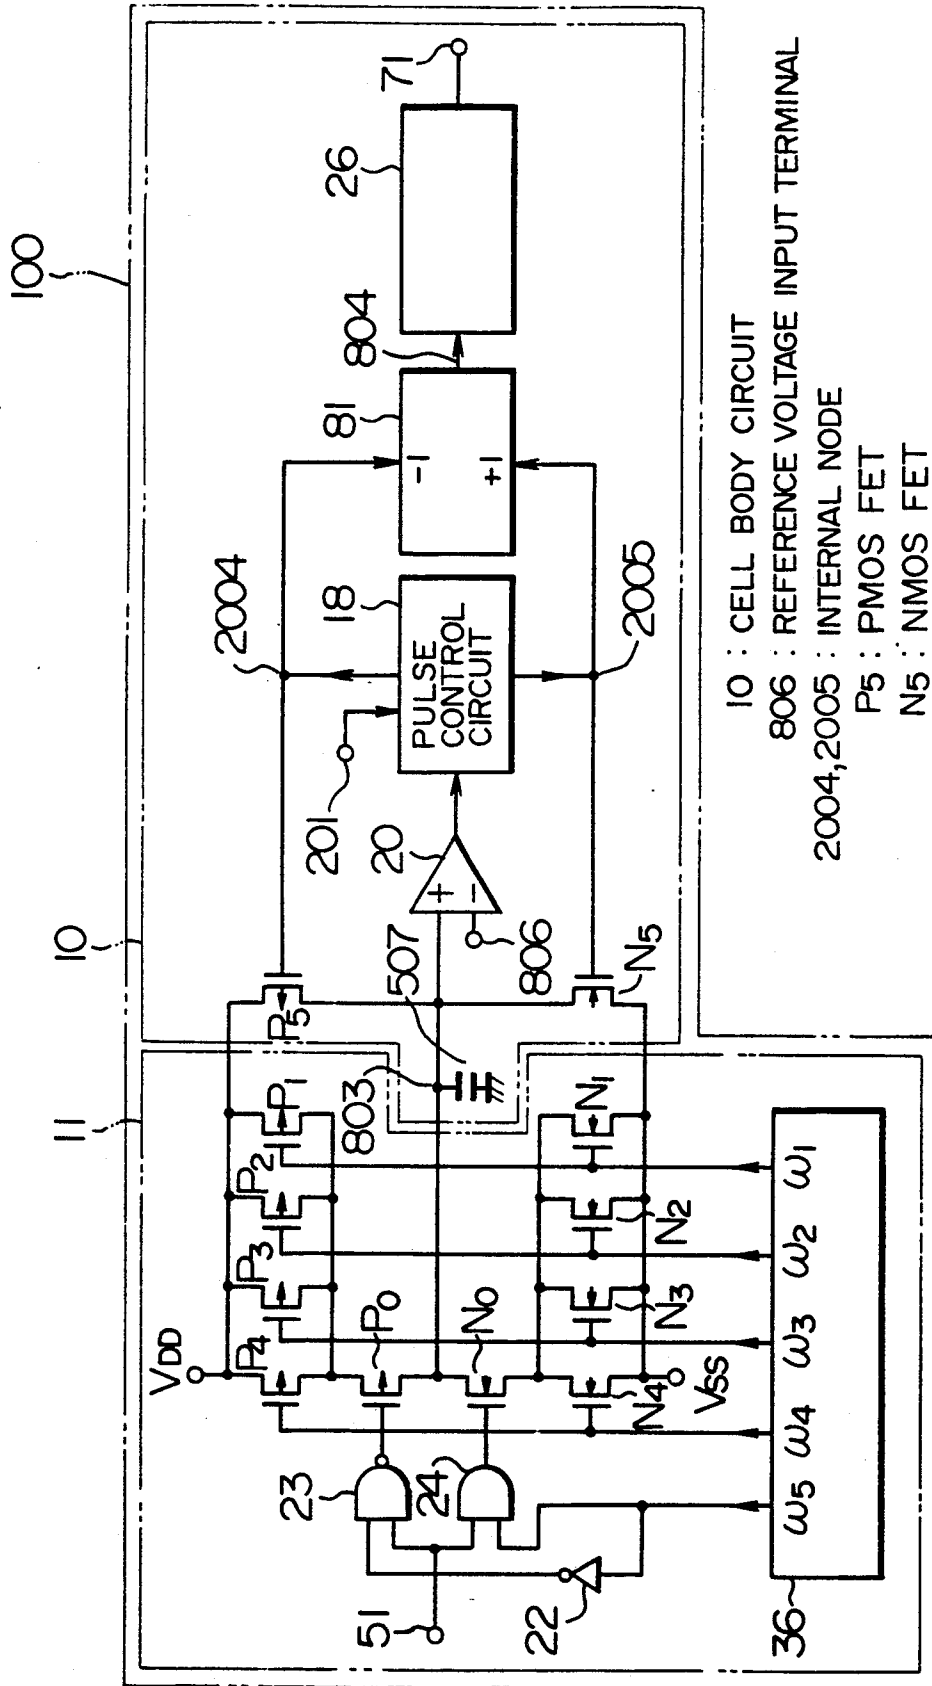 100
10
11
VDD
P4
P3
P2
P1
P5
2004
201
18
81
804
26
71
PULSE
CONTROL
CIRCUIT
-1
+1
20
+
-
806
507
803
P0
N0
23
24
51
22
N4
N3
N2
N1
N5
2005
VSS
ω5
ω4
ω3
ω2
ω1
36
10 : CELL BODY CIRCUIT
806 : REFERENCE VOLTAGE INPUT TERMINAL
2004,2005 : INTERNAL NODE
P5 : PMOS FET
N5 : NMOS FET